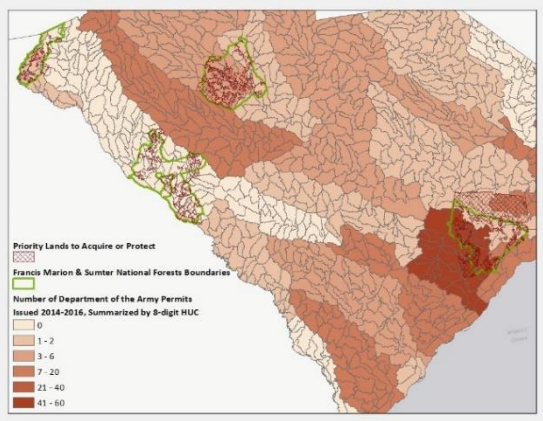 Priority Lands to Acquire or Protect
Francis Marion & Sumter National Forests Boundaries
Number of Department of the Army Permits
Issued 2014-2016, Summarized by 8-digit HUC
0
1 - 2
3 - 6
7 - 20
21 - 40
41 - 60